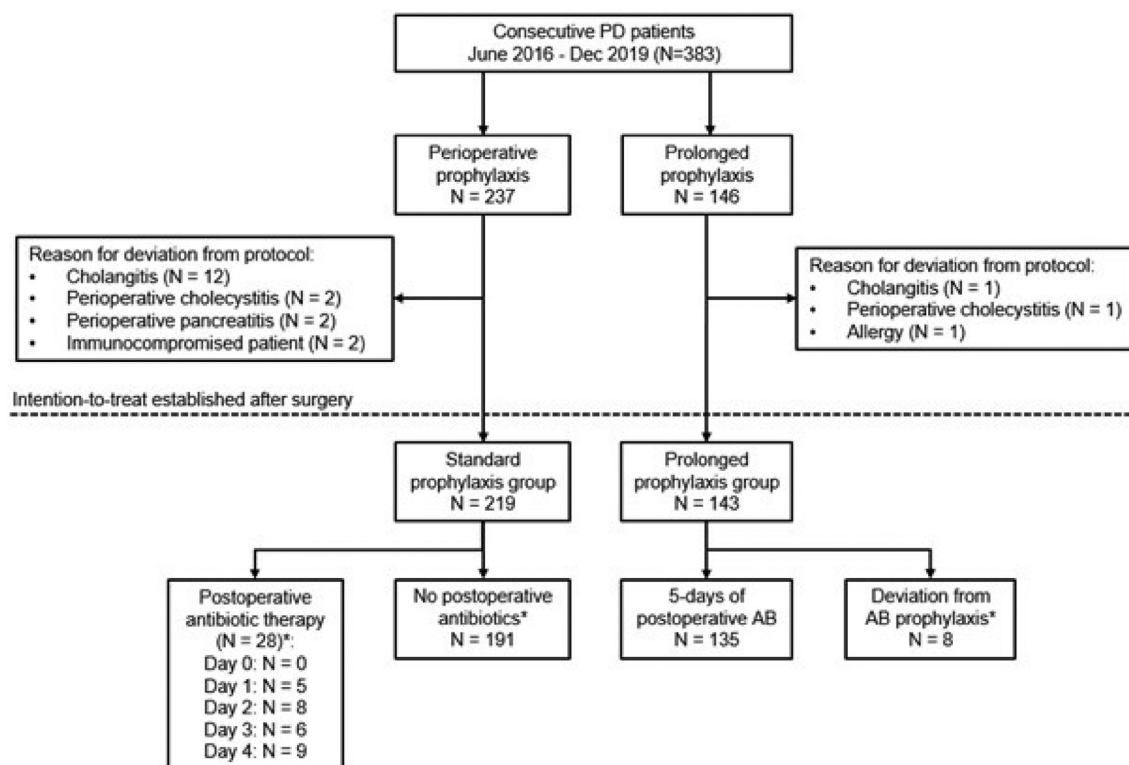 Consecutive PD patients
June 2016 - Dec 2019 (N=383)
Perioperative
prophylaxis
N = 237
Prolonged
prophylaxis
N = 146
Reason for deviation from protocol:
• Cholangitis (N = 12)
• Perioperative cholecystitis (N = 2)
• Perioperative pancreatitis (N = 2)
• Immunocompromised patient (N = 2)
Reason for deviation from protocol:
• Cholangitis (N = 1)
• Perioperative cholecystitis (N = 1)
• Allergy (N = 1)
Intention-to-treat established after surgery
Standard
prophylaxis group
N = 219
Prolonged
prophylaxis group
N = 143
Postoperative
antibiotic therapy
(N = 28)*:
Day 0: N = 0
Day 1: N = 5
Day 2: N = 8
Day 3: N = 6
Day 4: N = 9
No postoperative
antibiotics*
N = 191
5-days of
postoperative AB
N = 135
Deviation from
AB prophylaxis*
N = 8